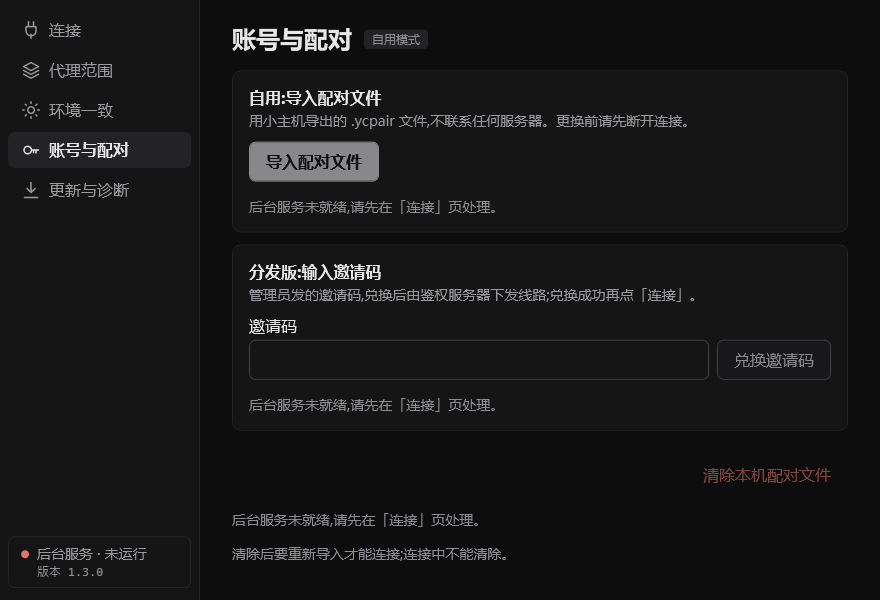 连接
代理范围
环境一致
账号与配对
更新与诊断
后台服务 · 未运行
版本 1.3.0
账号与配对 自用模式
自用:导入配对文件
用小主机导出的 .ycpair 文件,不联系任何服务器。更换前请先断开连接。
导入配对文件
后台服务未就绪,请先在「连接」页处理。
分发版:输入邀请码
管理员发的邀请码,兑换后由鉴权服务器下发线路;兑换成功再点「连接」。
邀请码
兑换邀请码
后台服务未就绪,请先在「连接」页处理。
清除本机配对文件
后台服务未就绪,请先在「连接」页处理。
清除后要重新导入才能连接;连接中不能清除。